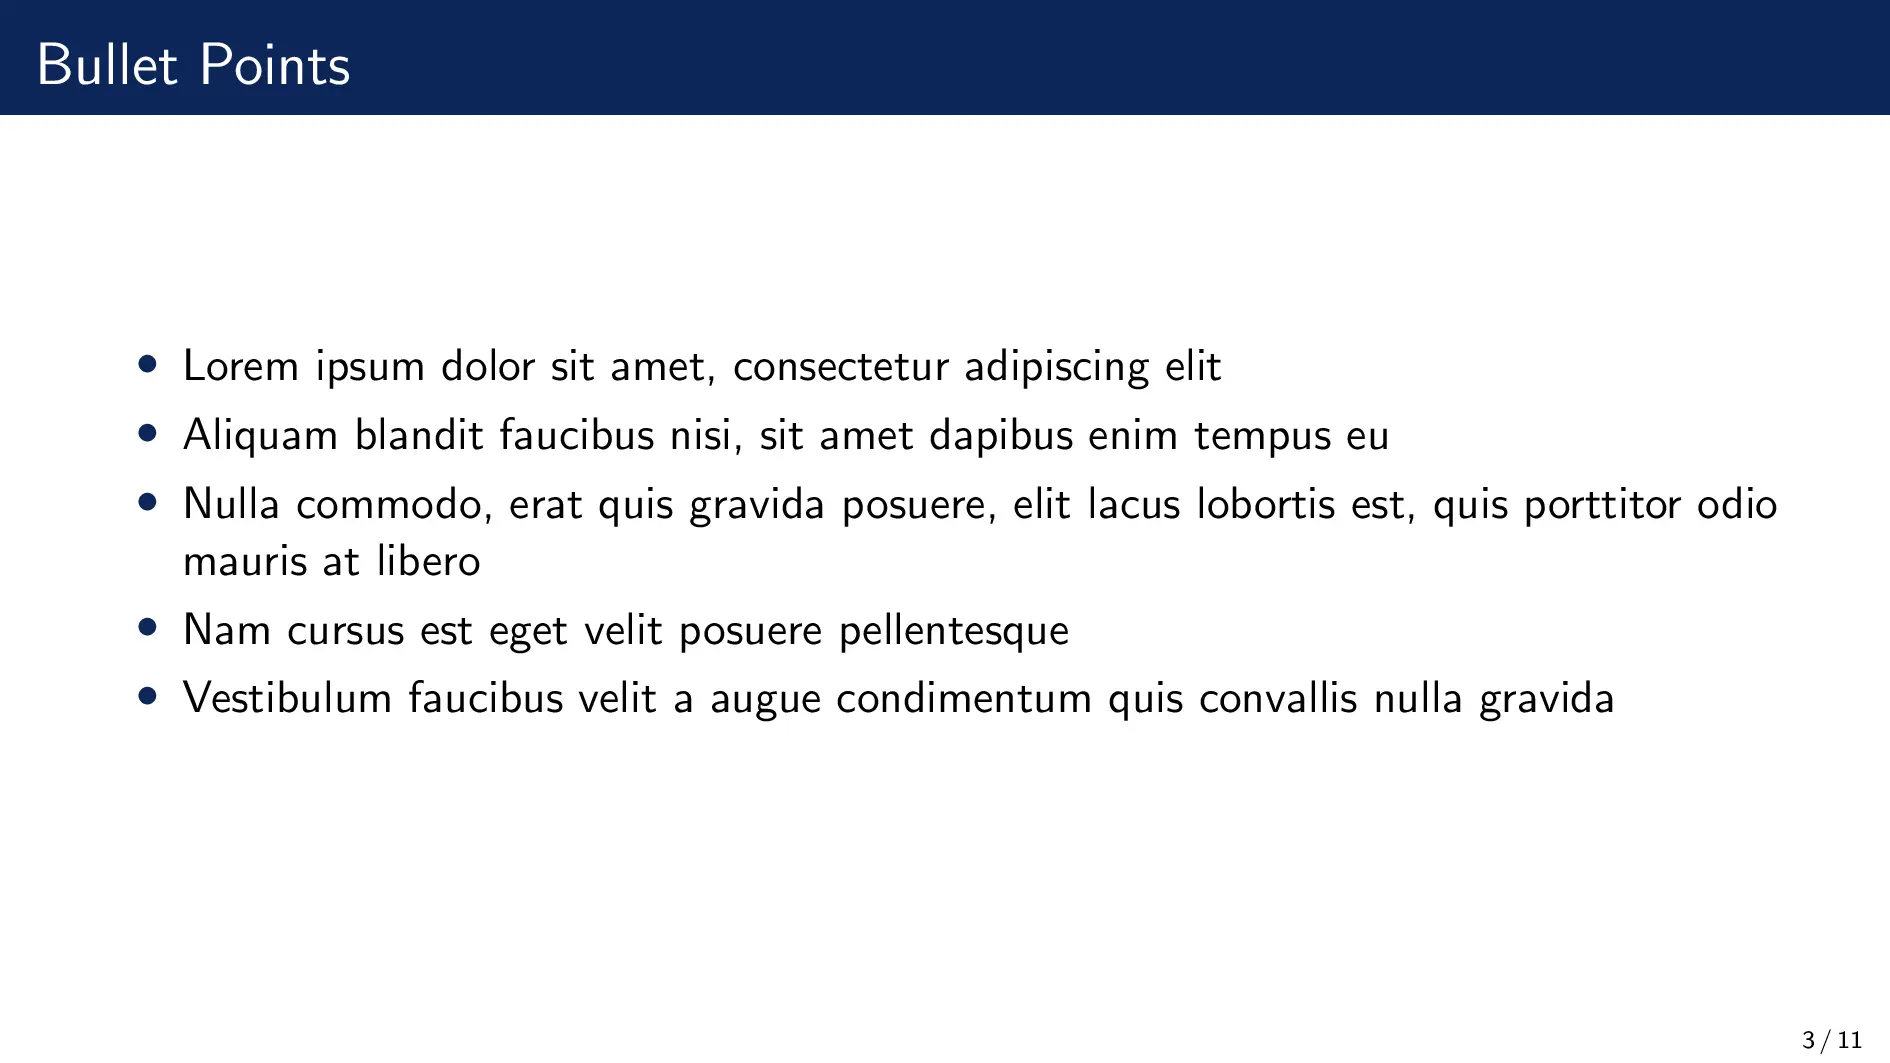 Bullet Points
• Lorem ipsum dolor sit amet, consectetur adipiscing elit
• Aliquam blandit faucibus nisi, sit amet dapibus enim tempus eu
• Nulla commodo, erat quis gravida posuere, elit lacus lobortis est, quis porttitor odio
mauris at libero
• Nam cursus est eget velit posuere pellentesque
• Vestibulum faucibus velit a augue condimentum quis convallis nulla gravida
3 / 11